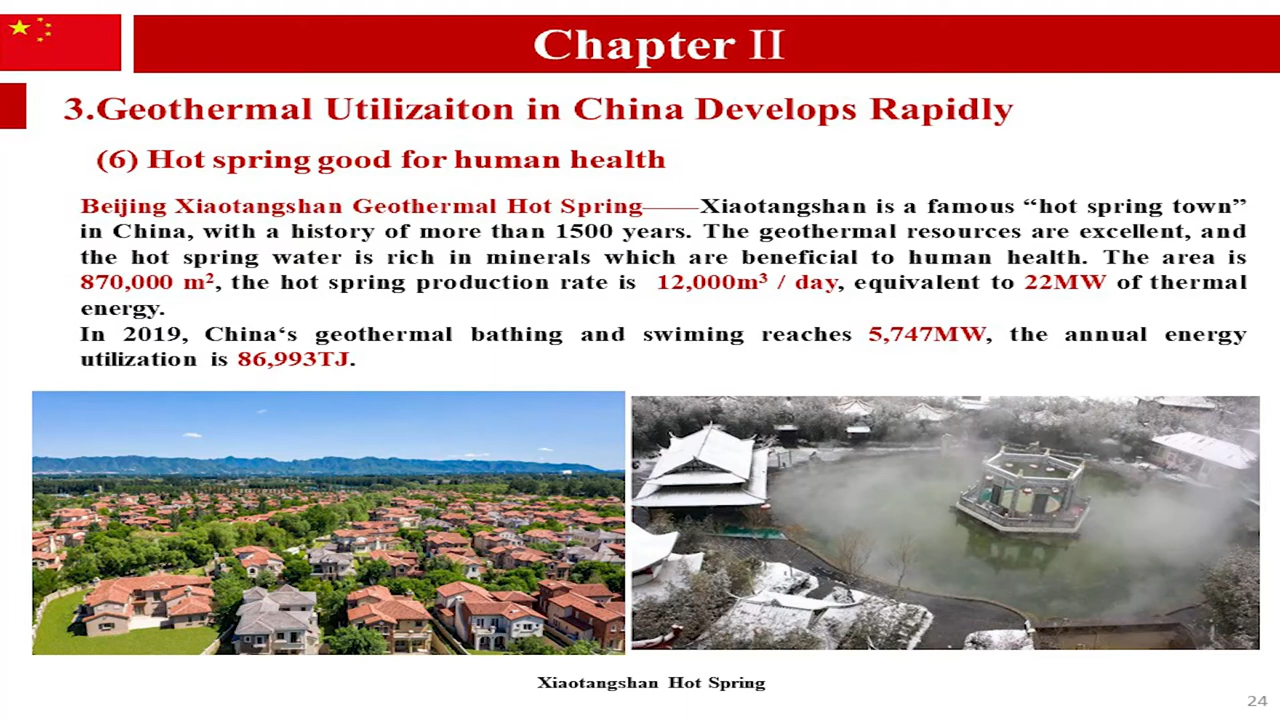 Chapter Ⅱ
3.Geothermal Utilizaiton in China Develops Rapidly
(6) Hot spring good for human health
Beijing Xiaotangshan Geothermal Hot Spring——Xiaotangshan is a famous “hot spring town”
in China, with a history of more than 1500 years. The geothermal resources are excellent, and
the hot spring water is rich in minerals which are beneficial to human health. The area is
870,000 m², the hot spring production rate is 12,000m³ / day, equivalent to 22MW of thermal
energy.
In 2019, China‘s geothermal bathing and swiming reaches 5,747MW, the annual energy
utilization is 86,993TJ.
Xiaotangshan Hot Spring
24